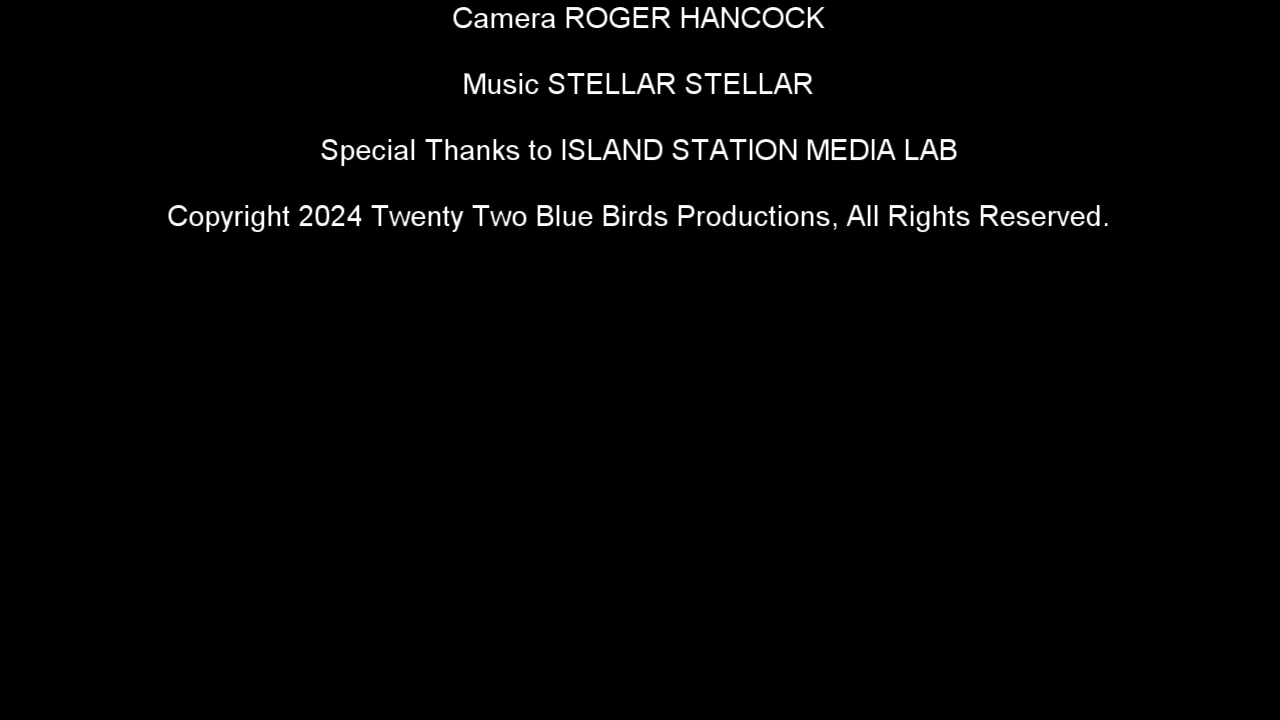 Camera ROGER HANCOCK
Music STELLAR STELLAR
Special Thanks to ISLAND STATION MEDIA LAB
Copyright 2024 Twenty Two Blue Birds Productions, All Rights Reserved.